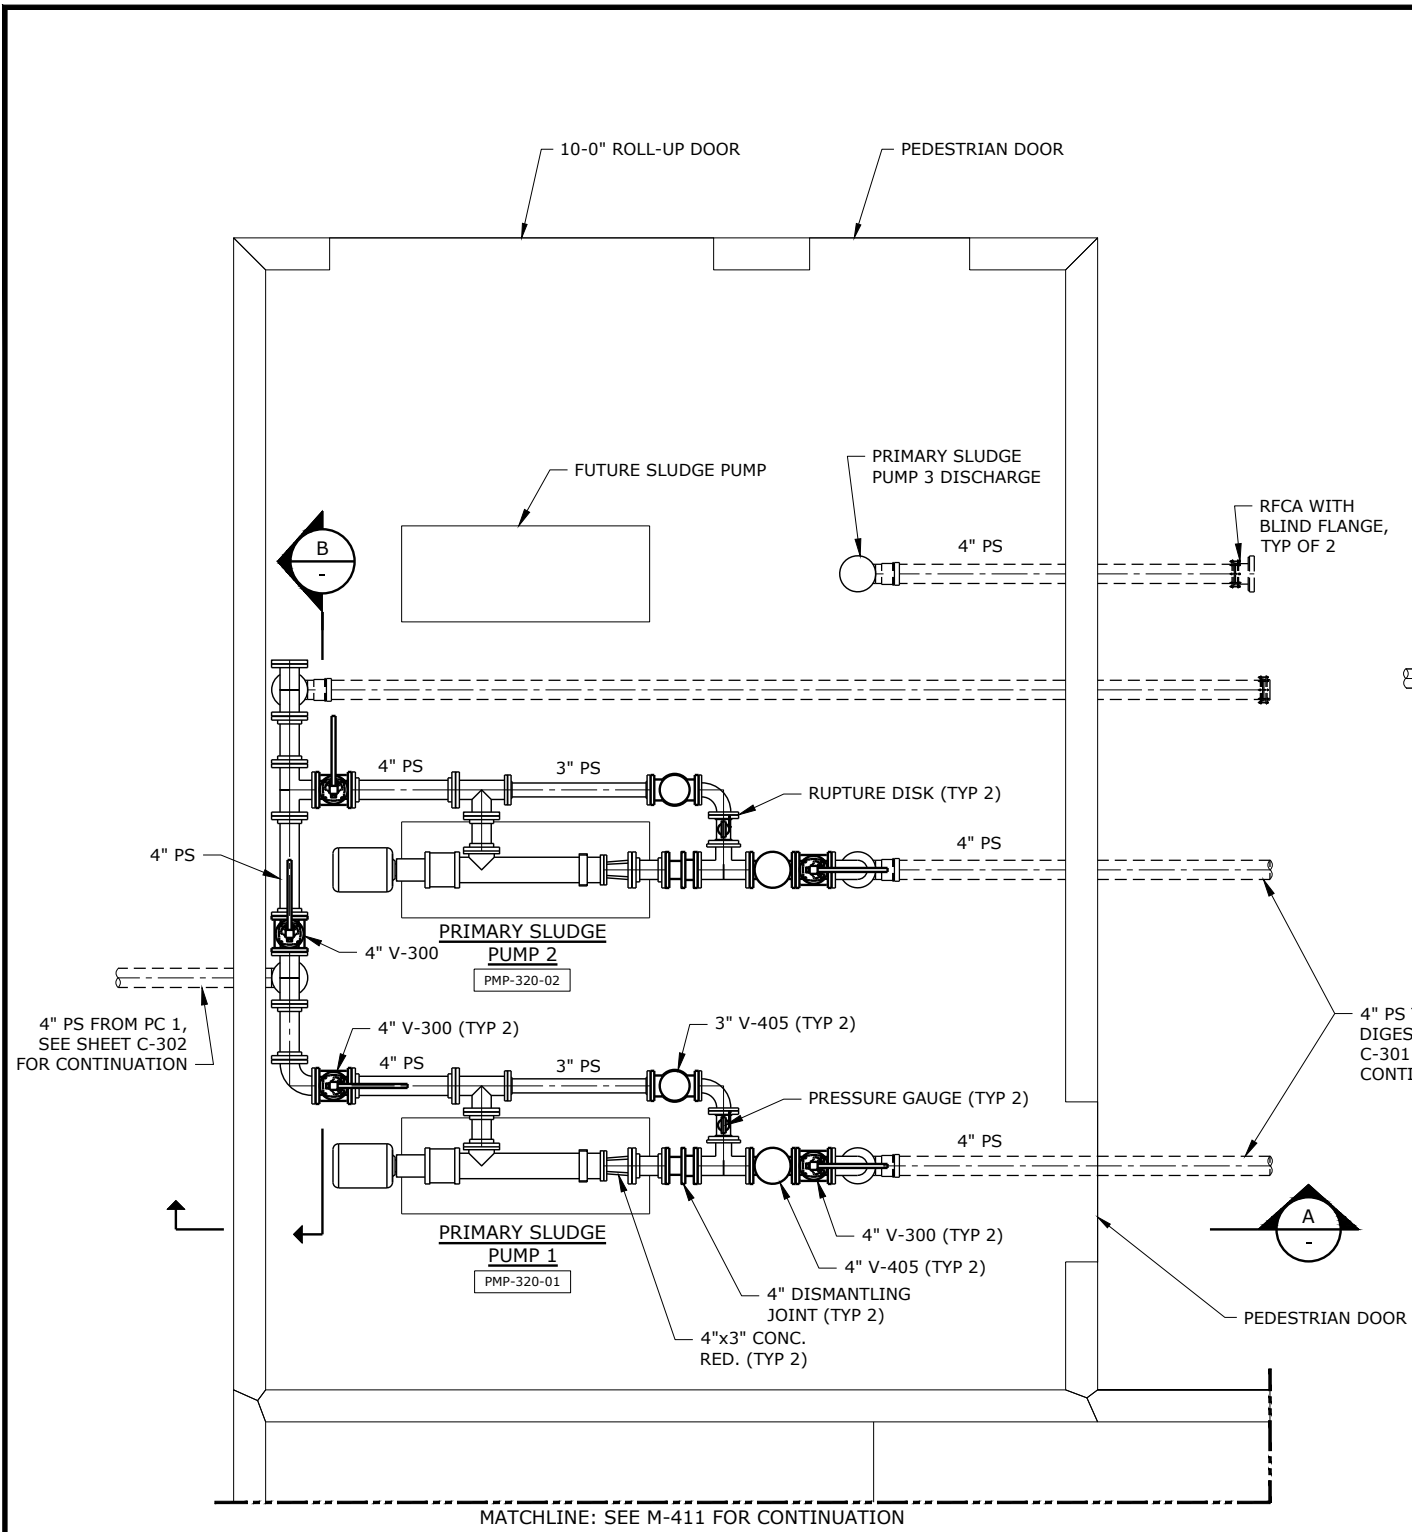 10-0" ROLL-UP DOOR
PEDESTRIAN DOOR
FUTURE SLUDGE PUMP
PRIMARY SLUDGE
PUMP 3 DISCHARGE
RFCA WITH
BLIND FLANGE,
TYP OF 2
4" PS
B
-
4" PS
3" PS
RUPTURE DISK (TYP 2)
4" PS
4" PS
PRIMARY SLUDGE
PUMP 2
PMP-320-02
4" V-300
4" PS FROM PC 1,
SEE SHEET C-302
FOR CONTINUATION
4" V-300 (TYP 2)
3" V-405 (TYP 2)
4" PS
3" PS
PRESSURE GAUGE (TYP 2)
4" PS
4" PS
DIGES
C-301
CONTI
PRIMARY SLUDGE
PUMP 1
PMP-320-01
4" V-300 (TYP 2)
4" V-405 (TYP 2)
4" DISMANTLING
JOINT (TYP 2)
4"x3" CONC.
RED. (TYP 2)
A
-
PEDESTRIAN DOOR
MATCHLINE: SEE M-411 FOR CONTINUATION